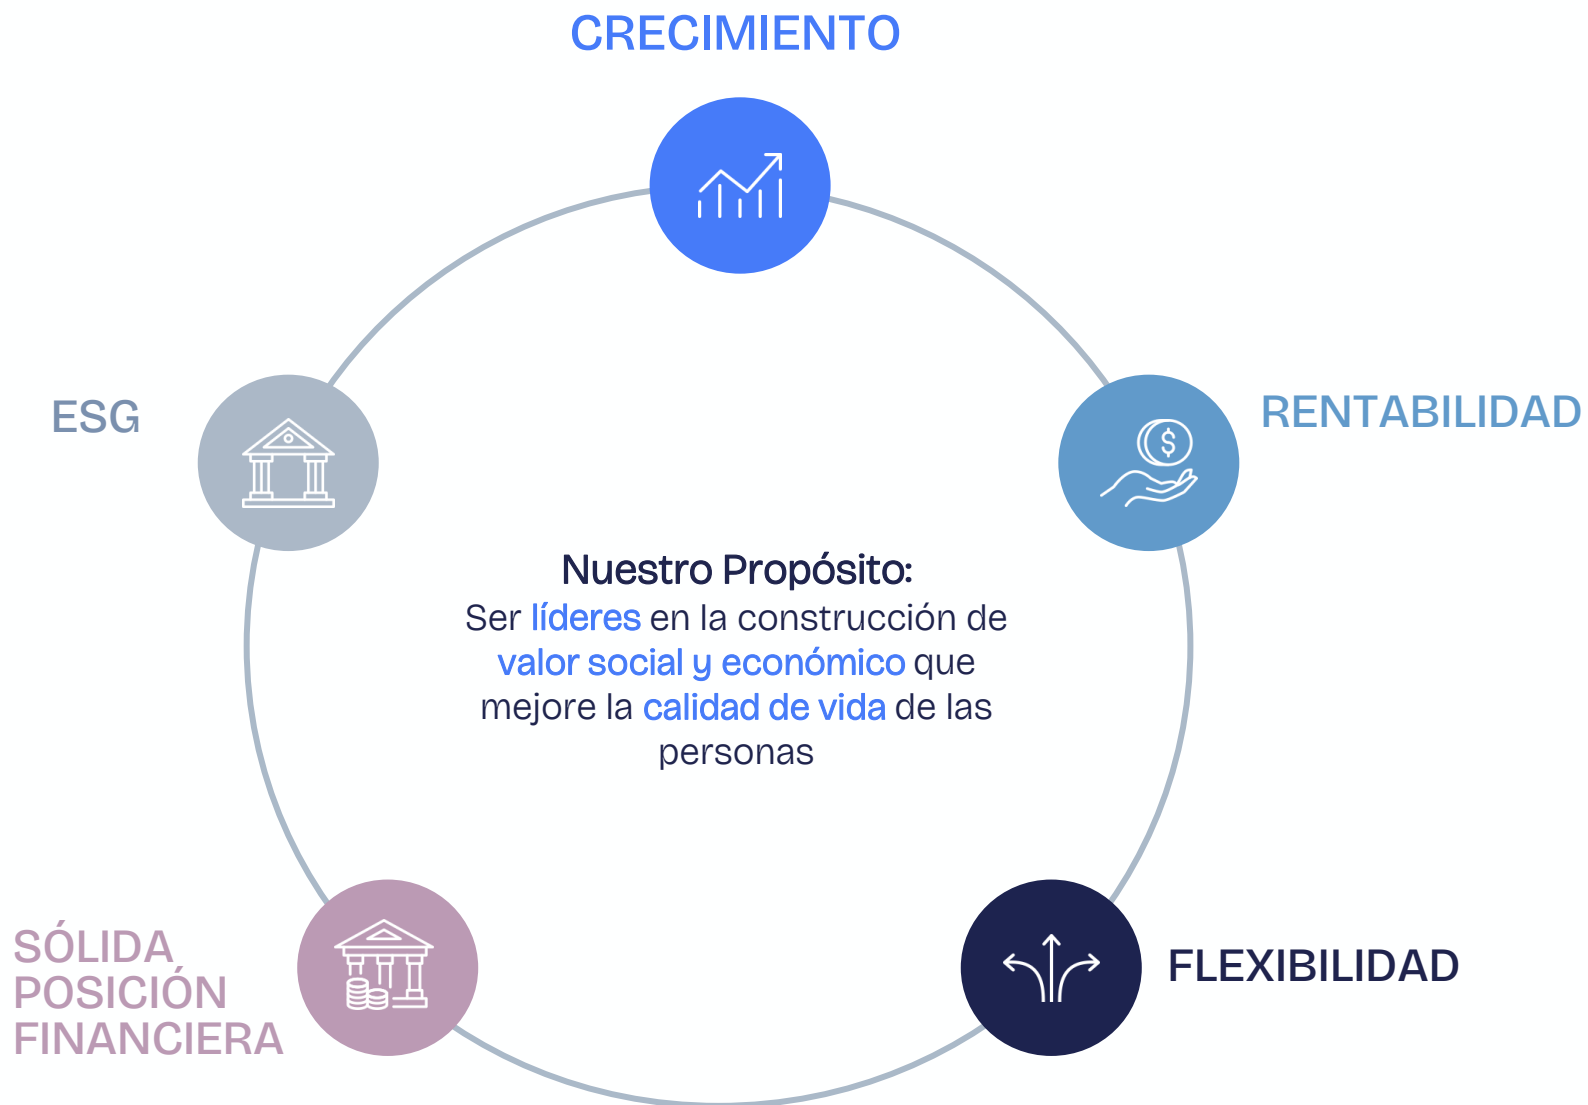 CRECIMIENTO
ESG
RENTABILIDAD
$
Nuestro Propósito:
Ser líderes en la construcción de
valor social y económico que
mejore la calidad de vida de las
personas
SÓLIDA
POSICIÓN
FINANCIERA
FLEXIBILIDAD